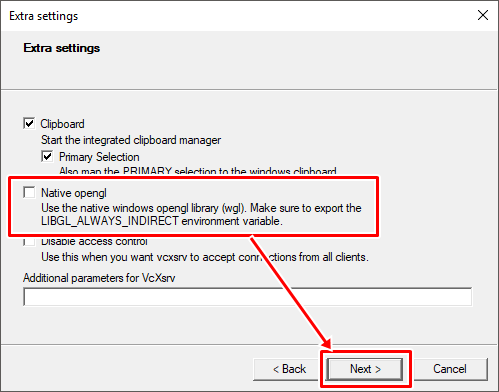 Extra settings
Extra settings
Clipboard
Start the integrated clipboard manager
Primary Selection
Also map the PRIMARY selection to the windows clipboard
Native opengl
Use the native windows opengl library (wgl). Make sure to export the
LIBGL_ALWAYS_INDIRECT environment variable.
Disable access control
Use this when you want vcxsrv to accept connections from all clients.
Additional parameters for VcXsrv
< Back
Next >
Cancel